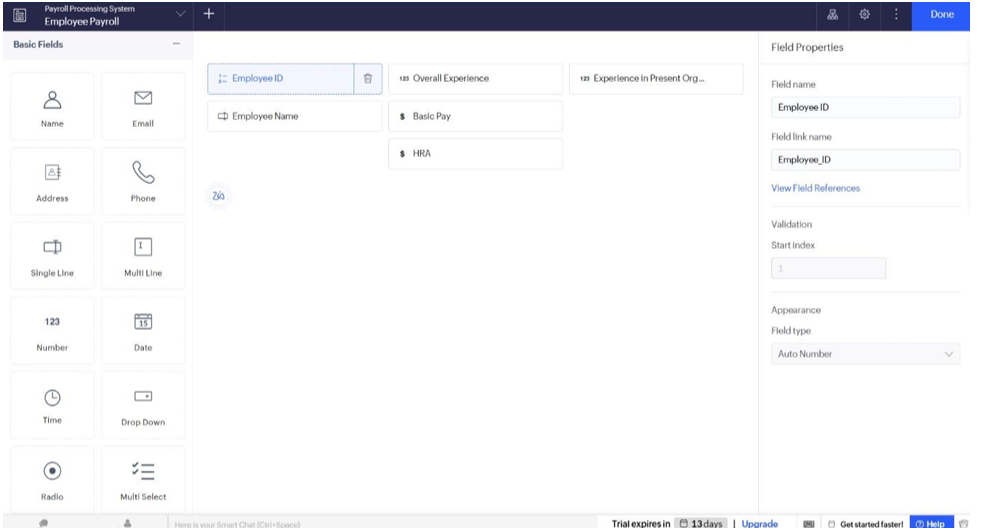 Payroll Processing System
Employee Payroll
Done
Basic Fields
Name
Email
Address
Phone
Single Line
Multi Line
123
Number
15
Date
Time
Drop Down
Radio
Multi Select
Employee ID
123 Overall Experience
123 Experience in Present Org...
Employee Name
$ Basic Pay
$ HRA
Zia
Field Properties
Field name
Employee ID
Field link name
Employee_ID
View Field References
Validation
Start index
1
Appearance
Field type
Auto Number
Here is your Smart Chat (Ctrl+Space)
Trial expires in 13 days | Upgrade
Get started faster!
Help